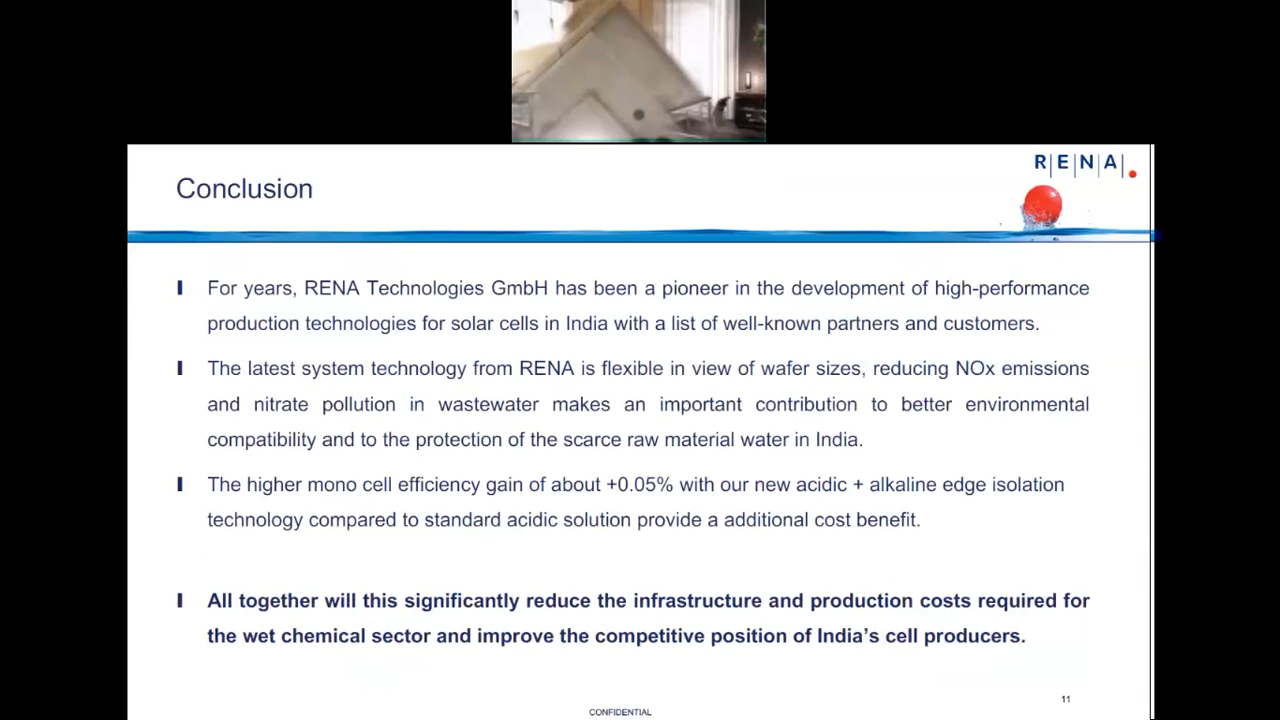 R|E|N|A|.
Conclusion
For years, RENA Technologies GmbH has been a pioneer in the development of high-performance
production technologies for solar cells in India with a list of well-known partners and customers.
The latest system technology from RENA is flexible in view of wafer sizes, reducing NOx emissions
and nitrate pollution in wastewater makes an important contribution to better environmental
compatibility and to the protection of the scarce raw material water in India.
The higher mono cell efficiency gain of about +0.05% with our new acidic + alkaline edge isolation
technology compared to standard acidic solution provide a additional cost benefit.
All together will this significantly reduce the infrastructure and production costs required for
the wet chemical sector and improve the competitive position of India's cell producers.
11
CONFIDENTIAL